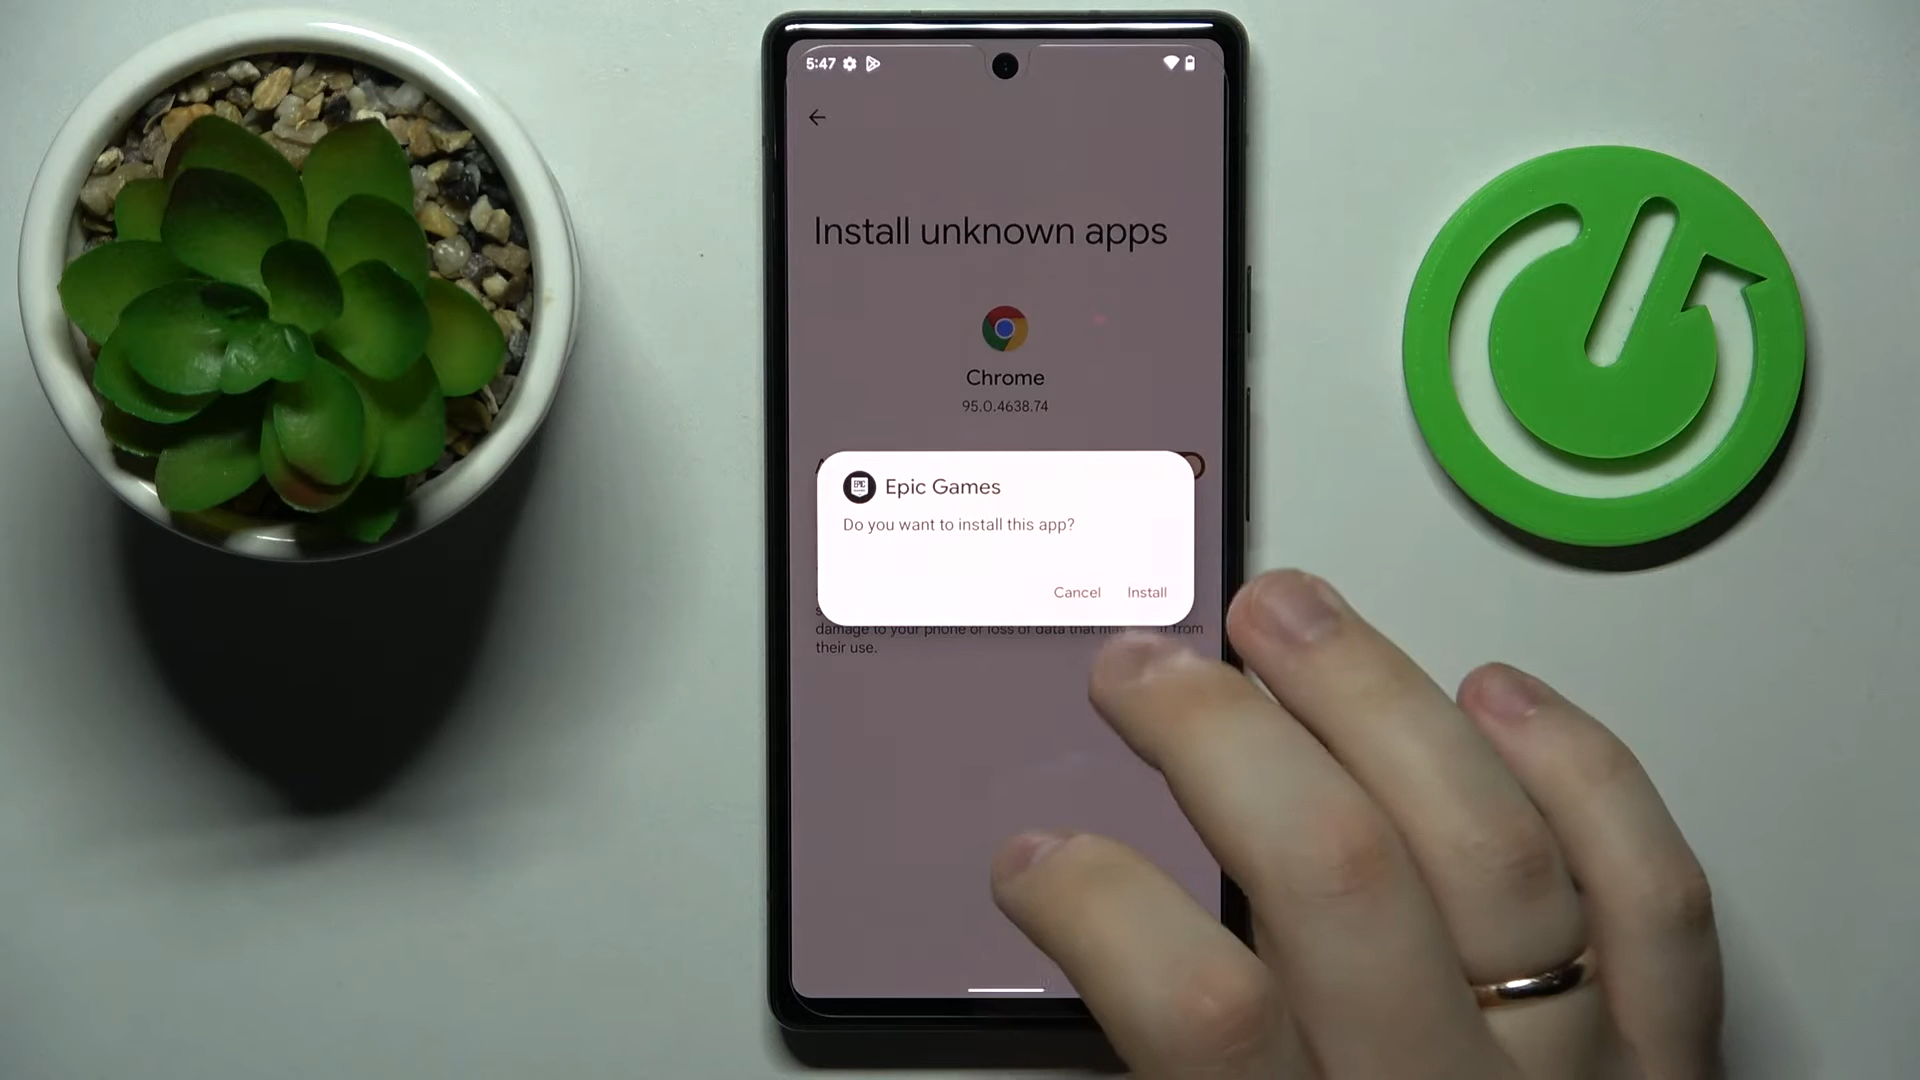 5:47
Install unknown apps
Chrome
95.0.4638.74
EPIC
Epic Games
Do you want to install this app?
Cancel Install
damage to your phone or loss of data that from
their use.